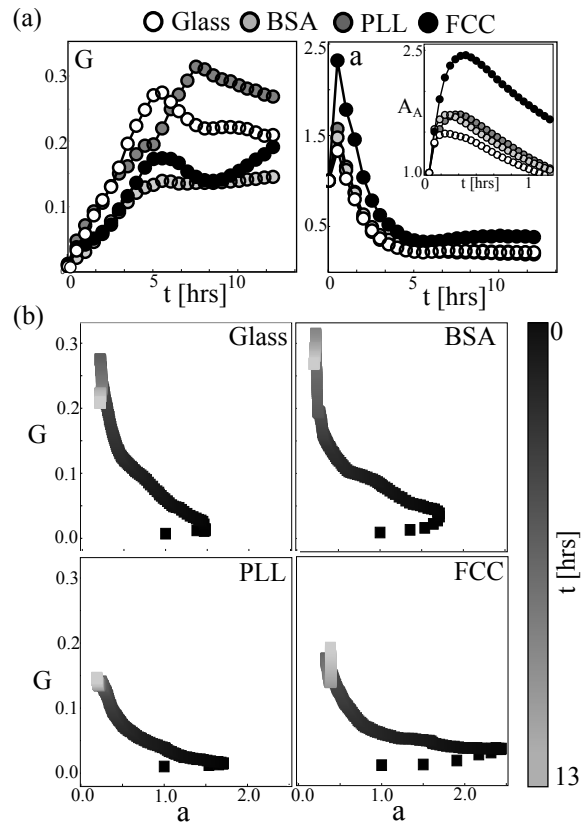 (a) Glass BSA PLL FCC
G
0.3
0.2
0.1
0 5 10
t [hrs]
a
2.5
1.5
0.5
0 5 10
t [hrs]
2.5
A_A
1.0
0 t [hrs] 1
(b)
Glass
G
0.3
0.2
0.1
0.0
BSA
PLL
G
0.3
0.2
0.1
0.0
0.0 1.0 2.0
a
FCC
0.0 1.0 2.0
a
0
t [hrs]
13